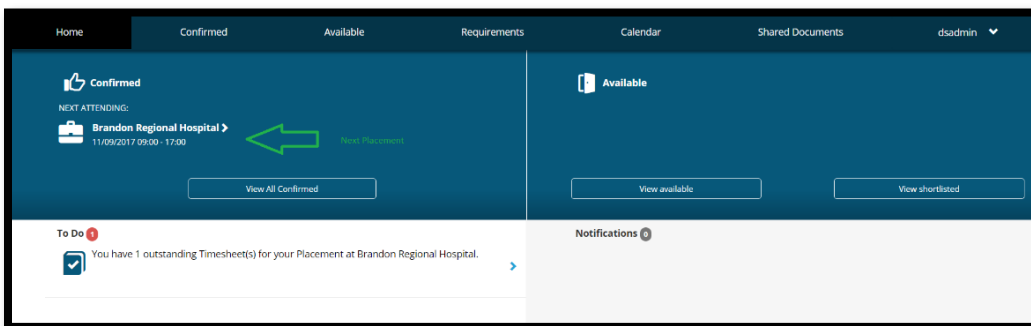 Home Confirmed Available Requirements Calendar Shared Documents dsadmin
Confirmed
NEXT ATTENDING:
Brandon Regional Hospital
11/09/2017 09:00 - 17:00
Next Placement
View All Confirmed
Available
View available View shortlisted
To Do 1
You have 1 outstanding Timesheet(s) for your Placement at Brandon Regional Hospital.
Notifications 0